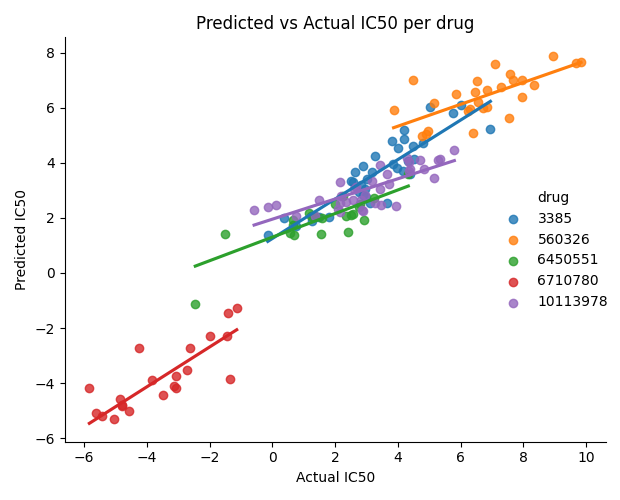 Predicted vs Actual IC50 per drug
8
6
4
2
0
−2
−4
−6
Predicted IC50
−6 −4 −2 0 2 4 6 8 10
Actual IC50
drug
3385
560326
6450551
6710780
10113978